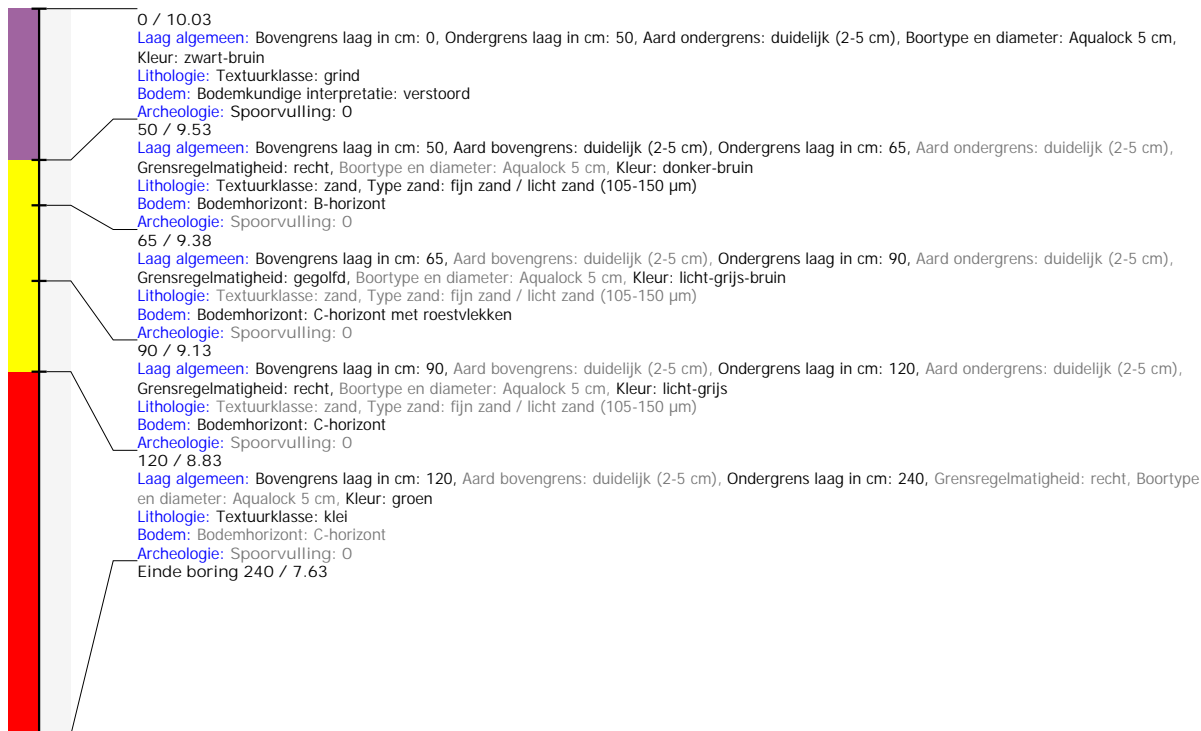 0 / 10.03
Laag algemeen: Bovengrens laag in cm: 0, Ondergrens laag in cm: 50, Aard ondergrens: duidelijk (2-5 cm), Boortype en diameter: Aqualock 5 cm,
Kleur: zwart-bruin
Lithologie: Textuurklasse: grind
Bodem: Bodemkundige interpretatie: verstoord
Archeologie: Spoorvulling: 0
50 / 9.53
Laag algemeen: Bovengrens laag in cm: 50, Aard bovengrens: duidelijk (2-5 cm), Ondergrens laag in cm: 65, Aard ondergrens: duidelijk (2-5 cm),
Grensregelmatigheid: recht, Boortype en diameter: Aqualock 5 cm, Kleur: donker-bruin
Lithologie: Textuurklasse: zand, Type zand: fijn zand / licht zand (105-150 µm)
Bodem: Bodemhorizont: B-horizont
Archeologie: Spoorvulling: 0
65 / 9.38
Laag algemeen: Bovengrens laag in cm: 65, Aard bovengrens: duidelijk (2-5 cm), Ondergrens laag in cm: 90, Aard ondergrens: duidelijk (2-5 cm),
Grensregelmatigheid: gegolfd, Boortype en diameter: Aqualock 5 cm, Kleur: licht-grijs-bruin
Lithologie: Textuurklasse: zand, Type zand: fijn zand / licht zand (105-150 µm)
Bodem: Bodemhorizont: C-horizont met roestvlekken
Archeologie: Spoorvulling: 0
90 / 9.13
Laag algemeen: Bovengrens laag in cm: 90, Aard bovengrens: duidelijk (2-5 cm), Ondergrens laag in cm: 120, Aard ondergrens: duidelijk (2-5 cm),
Grensregelmatigheid: recht, Boortype en diameter: Aqualock 5 cm, Kleur: licht-grijs
Lithologie: Textuurklasse: zand, Type zand: fijn zand / licht zand (105-150 µm)
Bodem: Bodemhorizont: C-horizont
Archeologie: Spoorvulling: 0
120 / 8.83
Laag algemeen: Bovengrens laag in cm: 120, Aard bovengrens: duidelijk (2-5 cm), Ondergrens laag in cm: 240, Grensregelmatigheid: recht, Boortype
en diameter: Aqualock 5 cm, Kleur: groen
Lithologie: Textuurklasse: klei
Bodem: Bodemhorizont: C-horizont
Archeologie: Spoorvulling: 0
Einde boring 240 / 7.63